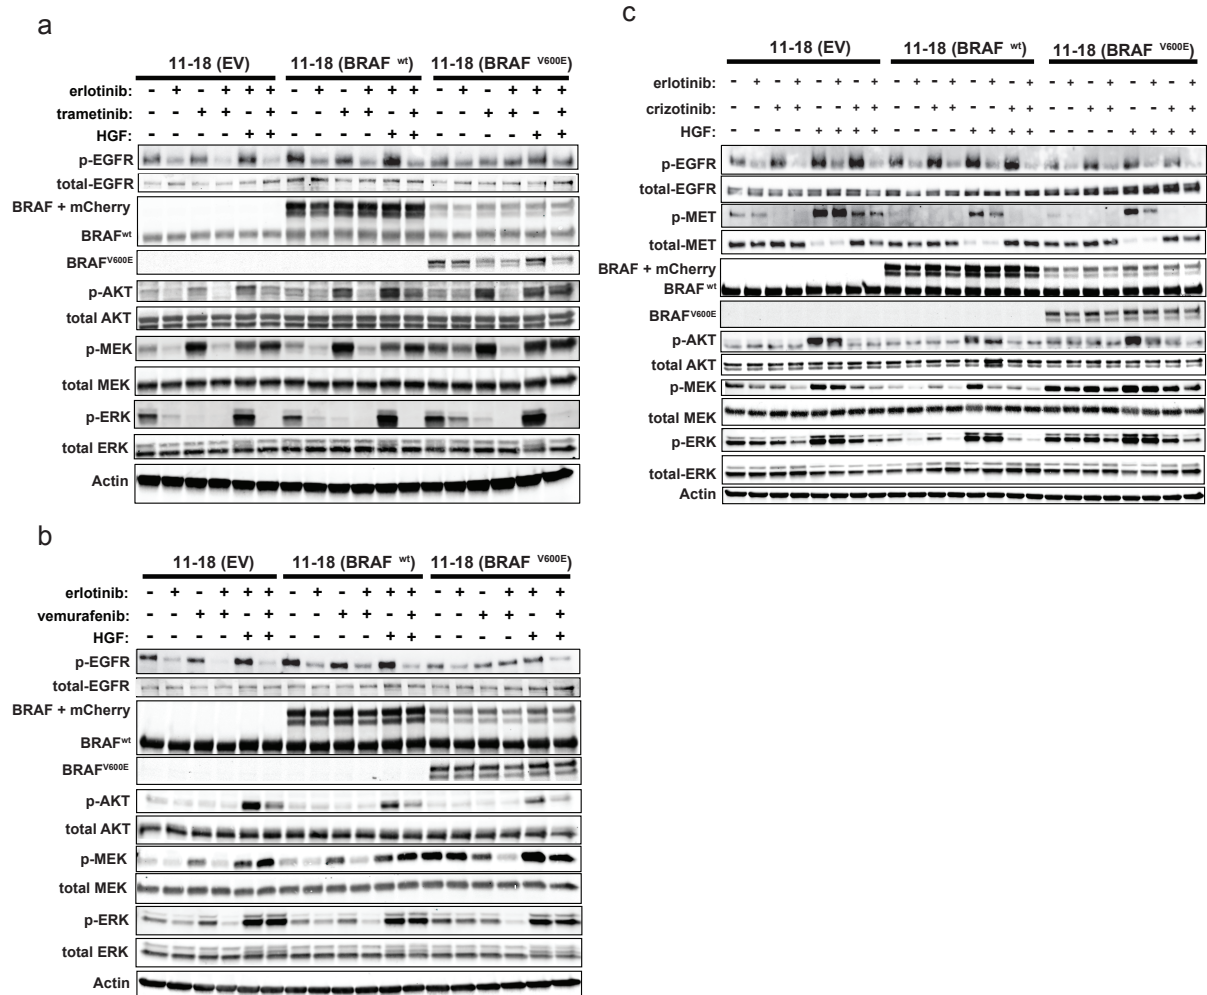 a
11-18 (EV) 11-18 (BRAF wt) 11-18 (BRAF V600E)
erlotinib: - + - + + + - + - + + + - + - + + +
trametinib: - - + + - + - - + + - + - - + + - +
HGF: - - - - + + - - - - + + - - - - + +
p-EGFR
total-EGFR
BRAF + mCherry
BRAFwt
BRAFV600E
p-AKT
total AKT
p-MEK
total MEK
p-ERK
total ERK
Actin
b
11-18 (EV) 11-18 (BRAF wt) 11-18 (BRAF V600E)
erlotinib: - + - + + + - + - + + + - + - + + +
vemurafenib: - - + + - + - - + + - + - - + + - +
HGF: - - - - + + - - - - + + - - - - + +
p-EGFR
total-EGFR
BRAF + mCherry
BRAFwt
BRAFV600E
p-AKT
total AKT
p-MEK
total MEK
p-ERK
total ERK
Actin
c
11-18 (EV) 11-18 (BRAF wt) 11-18 (BRAF V600E)
erlotinib: - + - + - + - + - + - + - + - + - + - + - + - +
crizotinib: - - + + - - + + - - + + - - + + - - + + - - + +
HGF: - - - - + + + + - - - - + + + + - - - - + + + +
p-EGFR
total-EGFR
p-MET
total-MET
BRAF + mCherry
BRAFwt
BRAFV600E
p-AKT
total AKT
p-MEK
total MEK
p-ERK
total-ERK
Actin